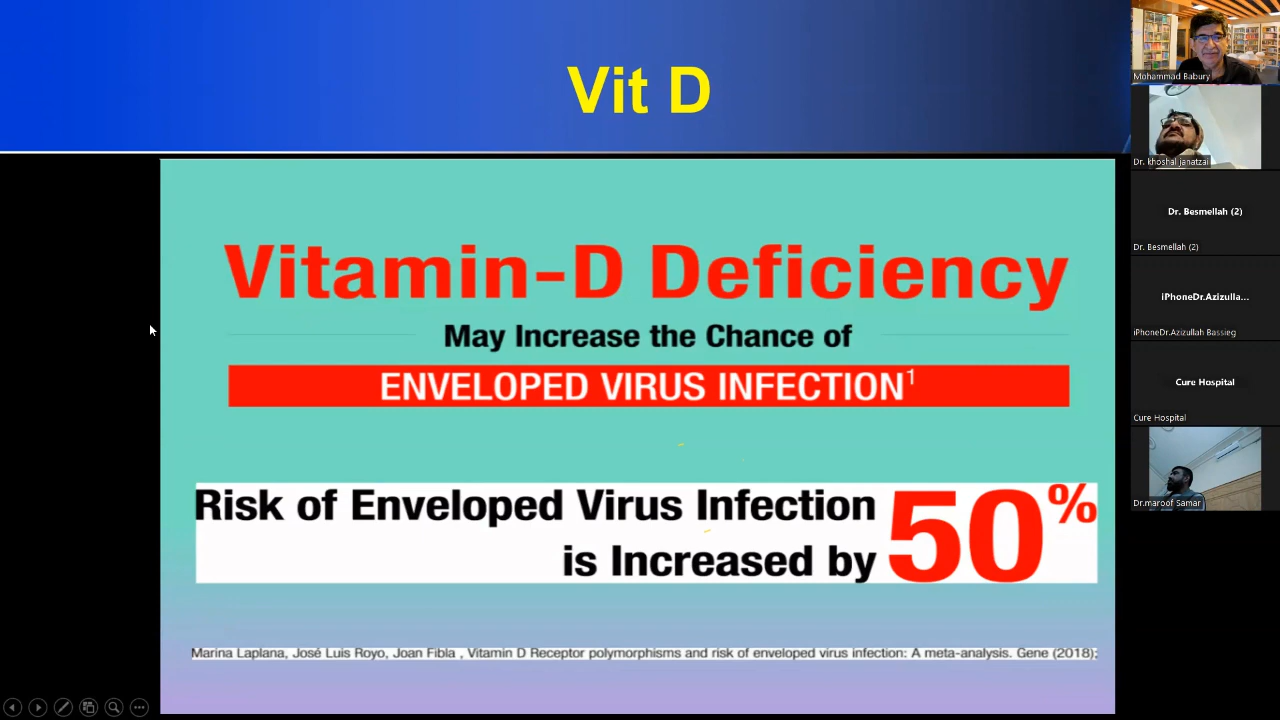 Vit D
Vitamin-D Deficiency
May Increase the Chance of
ENVELOPED VIRUS INFECTION1
Risk of Enveloped Virus Infection
is Increased by
50%
Marina Laplana, José Luis Royo, Joan Fibla , Vitamin D Receptor polymorphisms and risk of enveloped virus infection: A meta-analysis. Gene (2018);
Mohammad Babury
Dr. khoshal janatzai
Dr. Besmellah (2)
Dr. Besmellah (2)
iPhoneDr.Azizulla...
iPhoneDr.Azizullah Bassieg
Cure Hospital
Cure Hospital
Dr.maroof Samar